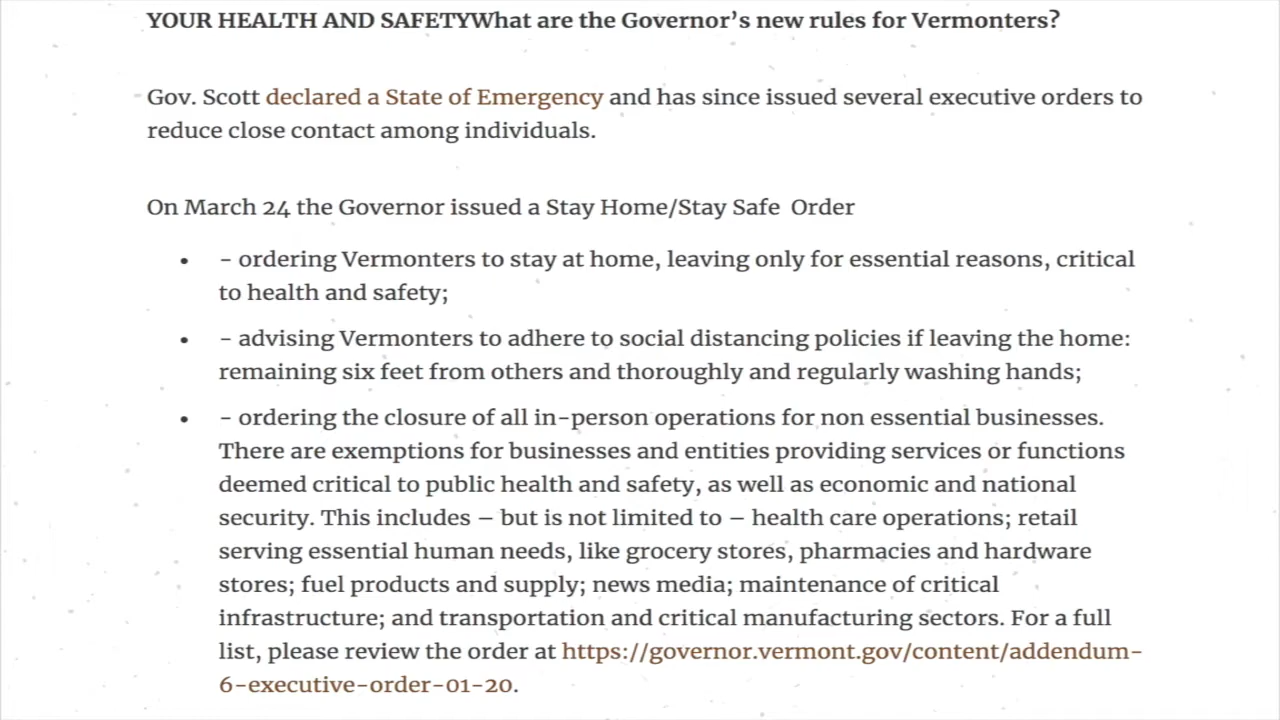 YOUR HEALTH AND SAFETYWhat are the Governor’s new rules for Vermonters?
Gov. Scott declared a State of Emergency and has since issued several executive orders to
reduce close contact among individuals.
On March 24 the Governor issued a Stay Home/Stay Safe Order
• - ordering Vermonters to stay at home, leaving only for essential reasons, critical
to health and safety;
• - advising Vermonters to adhere to social distancing policies if leaving the home:
remaining six feet from others and thoroughly and regularly washing hands;
• - ordering the closure of all in-person operations for non essential businesses.
There are exemptions for businesses and entities providing services or functions
deemed critical to public health and safety, as well as economic and national
security. This includes – but is not limited to – health care operations; retail
serving essential human needs, like grocery stores, pharmacies and hardware
stores; fuel products and supply; news media; maintenance of critical
infrastructure; and transportation and critical manufacturing sectors. For a full
list, please review the order at https://governor.vermont.gov/content/addendum-
6-executive-order-01-20.